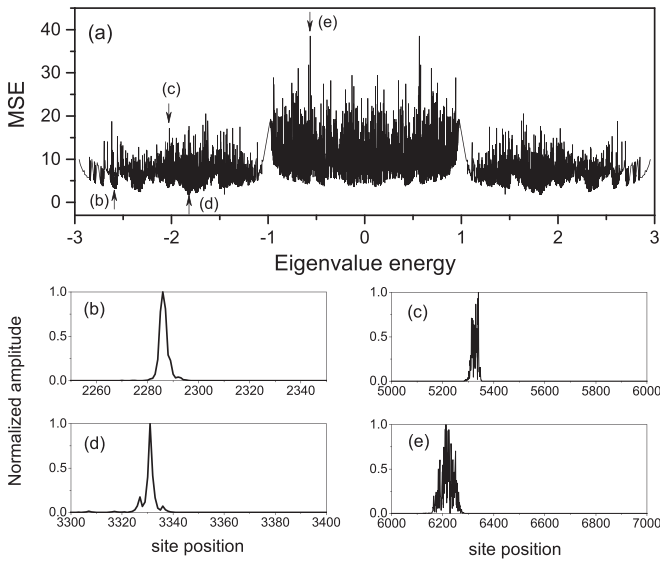 (a)
(e)
(c)
(b)
(d)
MSE
40
30
20
10
0
-3 -2 -1 0 1 2 3
Eigenvalue energy
(b)
1.0
0.5
0.0
2260 2280 2300 2320 2340
(c)
1.0
0.5
0.0
5000 5200 5400 5600 5800 6000
Normalized amplitude
(d)
1.0
0.5
0.0
3300 3320 3340 3360 3380 3400
site position
(e)
1.0
0.5
0.0
6000 6200 6400 6600 6800 7000
site position